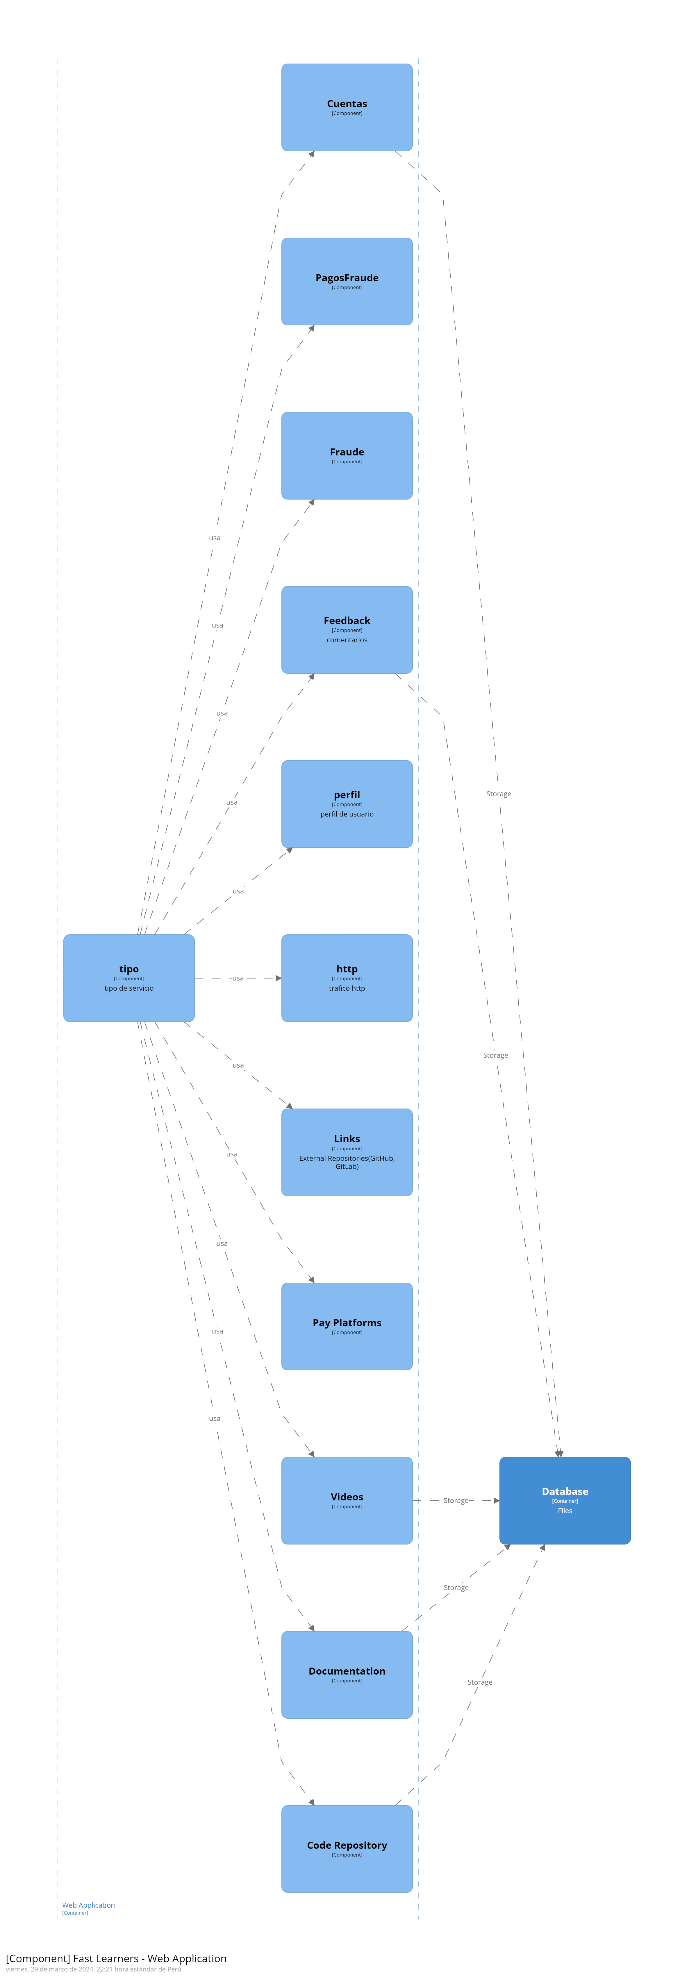 Cuentas
[Component]
PagosFraude
[Component]
Fraude
[Component]
usa
Feedback
[Component]
comentarios
usa
usa
perfil
[Component]
perfil de usuario
Storage
usa
usa
tipo
[Component]
tipo de servicio
usa
http
[Component]
trafico http
Storage
usa
Links
[Component]
External Repositories(GitHub,
GitLab)
usa
usa
Pay Platforms
[Component]
usa
usa
Videos
[Component]
Storage
Database
[Container]
Files
Storage
Documentation
[Component]
Storage
Code Repository
[Component]
Web Application
[Container]
[Component] Fast Learners - Web Application
viernes, 29 de marzo de 2024, 22:21 hora estándar de Perú